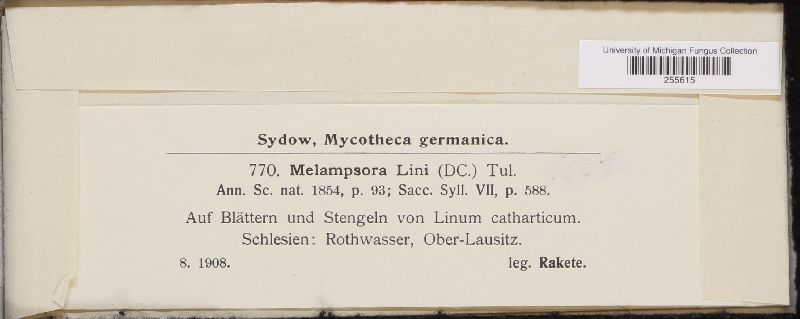 University of Michigan Fungus Collection
255615
Sydow, Mycotheca germanica.
770. Melampsora Lini (DC.) Tul.
Ann. Sc. nat. 1854, p. 93; Sacc. Syll. VII, p. 588.
Auf Blättern und Stengeln von Linum catharticum.
Schlesien: Rothwasser, Ober-Lausitz.
8. 1908. leg. Rakete.